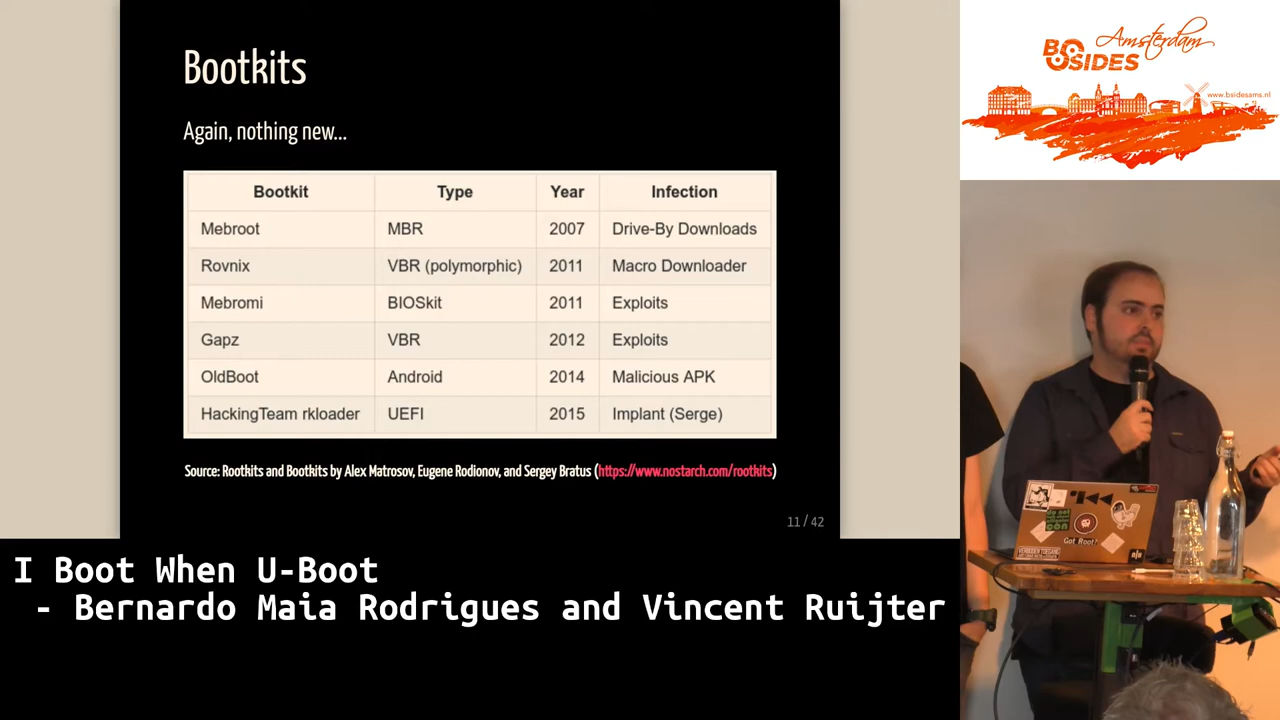 Bootkits
Again, nothing new...
Bootkit Type Year Infection
Mebroot MBR 2007 Drive-By Downloads
Rovnix VBR (polymorphic) 2011 Macro Downloader
Mebromi BIOSkit 2011 Exploits
Gapz VBR 2012 Exploits
OldBoot Android 2014 Malicious APK
HackingTeam rkloader UEFI 2015 Implant (Serge)
Source: Rootkits and Bootkits by Alex Matrosov, Eugene Rodionov, and Sergey Bratus (https://www.nostarch.com/rootkits)
11 / 42
BSIDES
Amsterdam
www.bsidesams.nl
Got Root?
I Boot When U-Boot
- Bernardo Maia Rodrigues and Vincent Ruijter